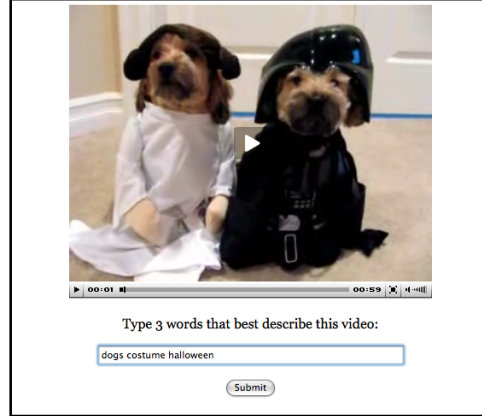 00:01 00:59
Type 3 words that best describe this video:
dogs costume halloween
Submit